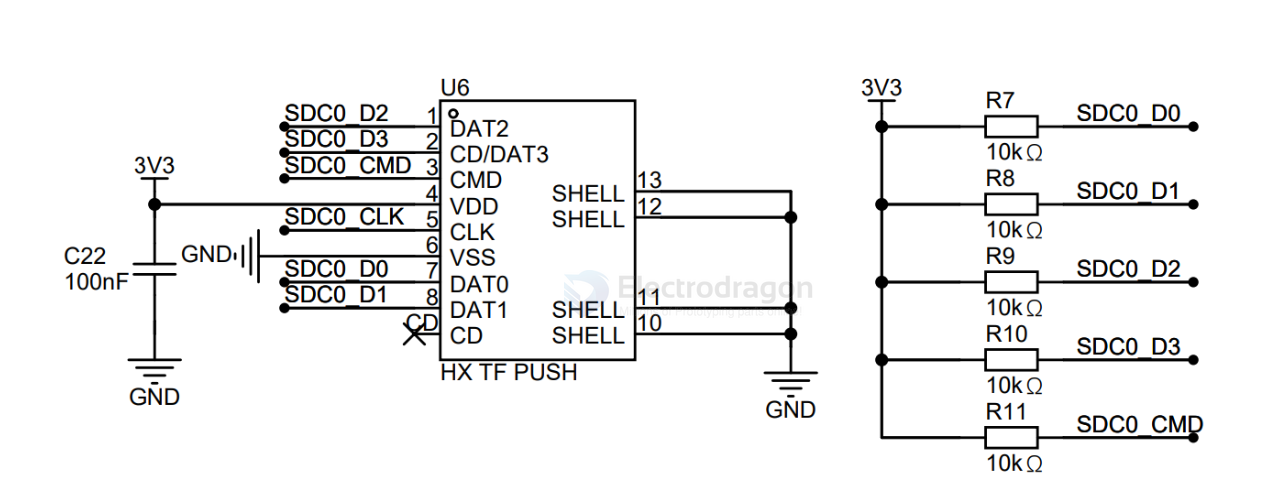 U6
SDC0_D2 1 DAT2
SDC0_D3 2 CD/DAT3
SDC0_CMD 3 CMD
3V3 4 VDD
SDC0_CLK 5 CLK
GND 6 VSS
SDC0_D0 7 DAT0
SDC0_D1 8 DAT1
CD CD
SHELL 13
SHELL 12
SHELL 11
SHELL 10
HX TF PUSH
C22
100nF
GND
GND
Electrodragon
3V3
R7
SDC0_D0
10kΩ
R8
SDC0_D1
10kΩ
R9
SDC0_D2
10kΩ
R10
SDC0_D3
10kΩ
R11
SDC0_CMD
10kΩ